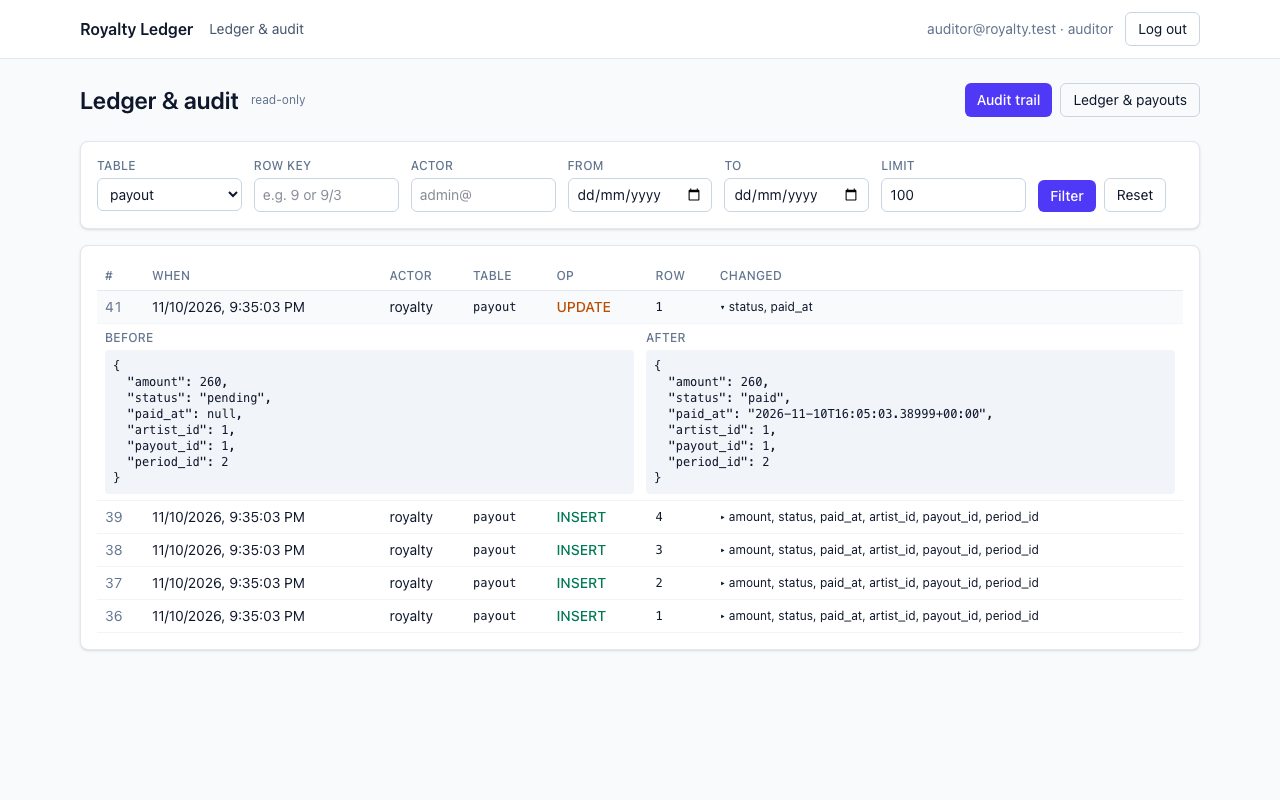 Royalty Ledger Ledger & audit auditor@royalty.test · auditor Log out
Ledger & audit read-only Audit trail Ledger & payouts
TABLE ROW KEY ACTOR FROM TO LIMIT
payout e.g. 9 or 9/3 admin@ dd/mm/yyyy dd/mm/yyyy 100 Filter Reset
# WHEN ACTOR TABLE OP ROW CHANGED
41 11/10/2026, 9:35:03 PM royalty payout UPDATE 1 ▾ status, paid_at
BEFORE AFTER
{ {
"amount": 260, "amount": 260,
"status": "pending", "status": "paid",
"paid_at": null, "paid_at": "2026-11-10T16:05:03.38999+00:00",
"artist_id": 1, "artist_id": 1,
"payout_id": 1, "payout_id": 1,
"period_id": 2 "period_id": 2
} }
39 11/10/2026, 9:35:03 PM royalty payout INSERT 4 ▸ amount, status, paid_at, artist_id, payout_id, period_id
38 11/10/2026, 9:35:03 PM royalty payout INSERT 3 ▸ amount, status, paid_at, artist_id, payout_id, period_id
37 11/10/2026, 9:35:03 PM royalty payout INSERT 2 ▸ amount, status, paid_at, artist_id, payout_id, period_id
36 11/10/2026, 9:35:03 PM royalty payout INSERT 1 ▸ amount, status, paid_at, artist_id, payout_id, period_id